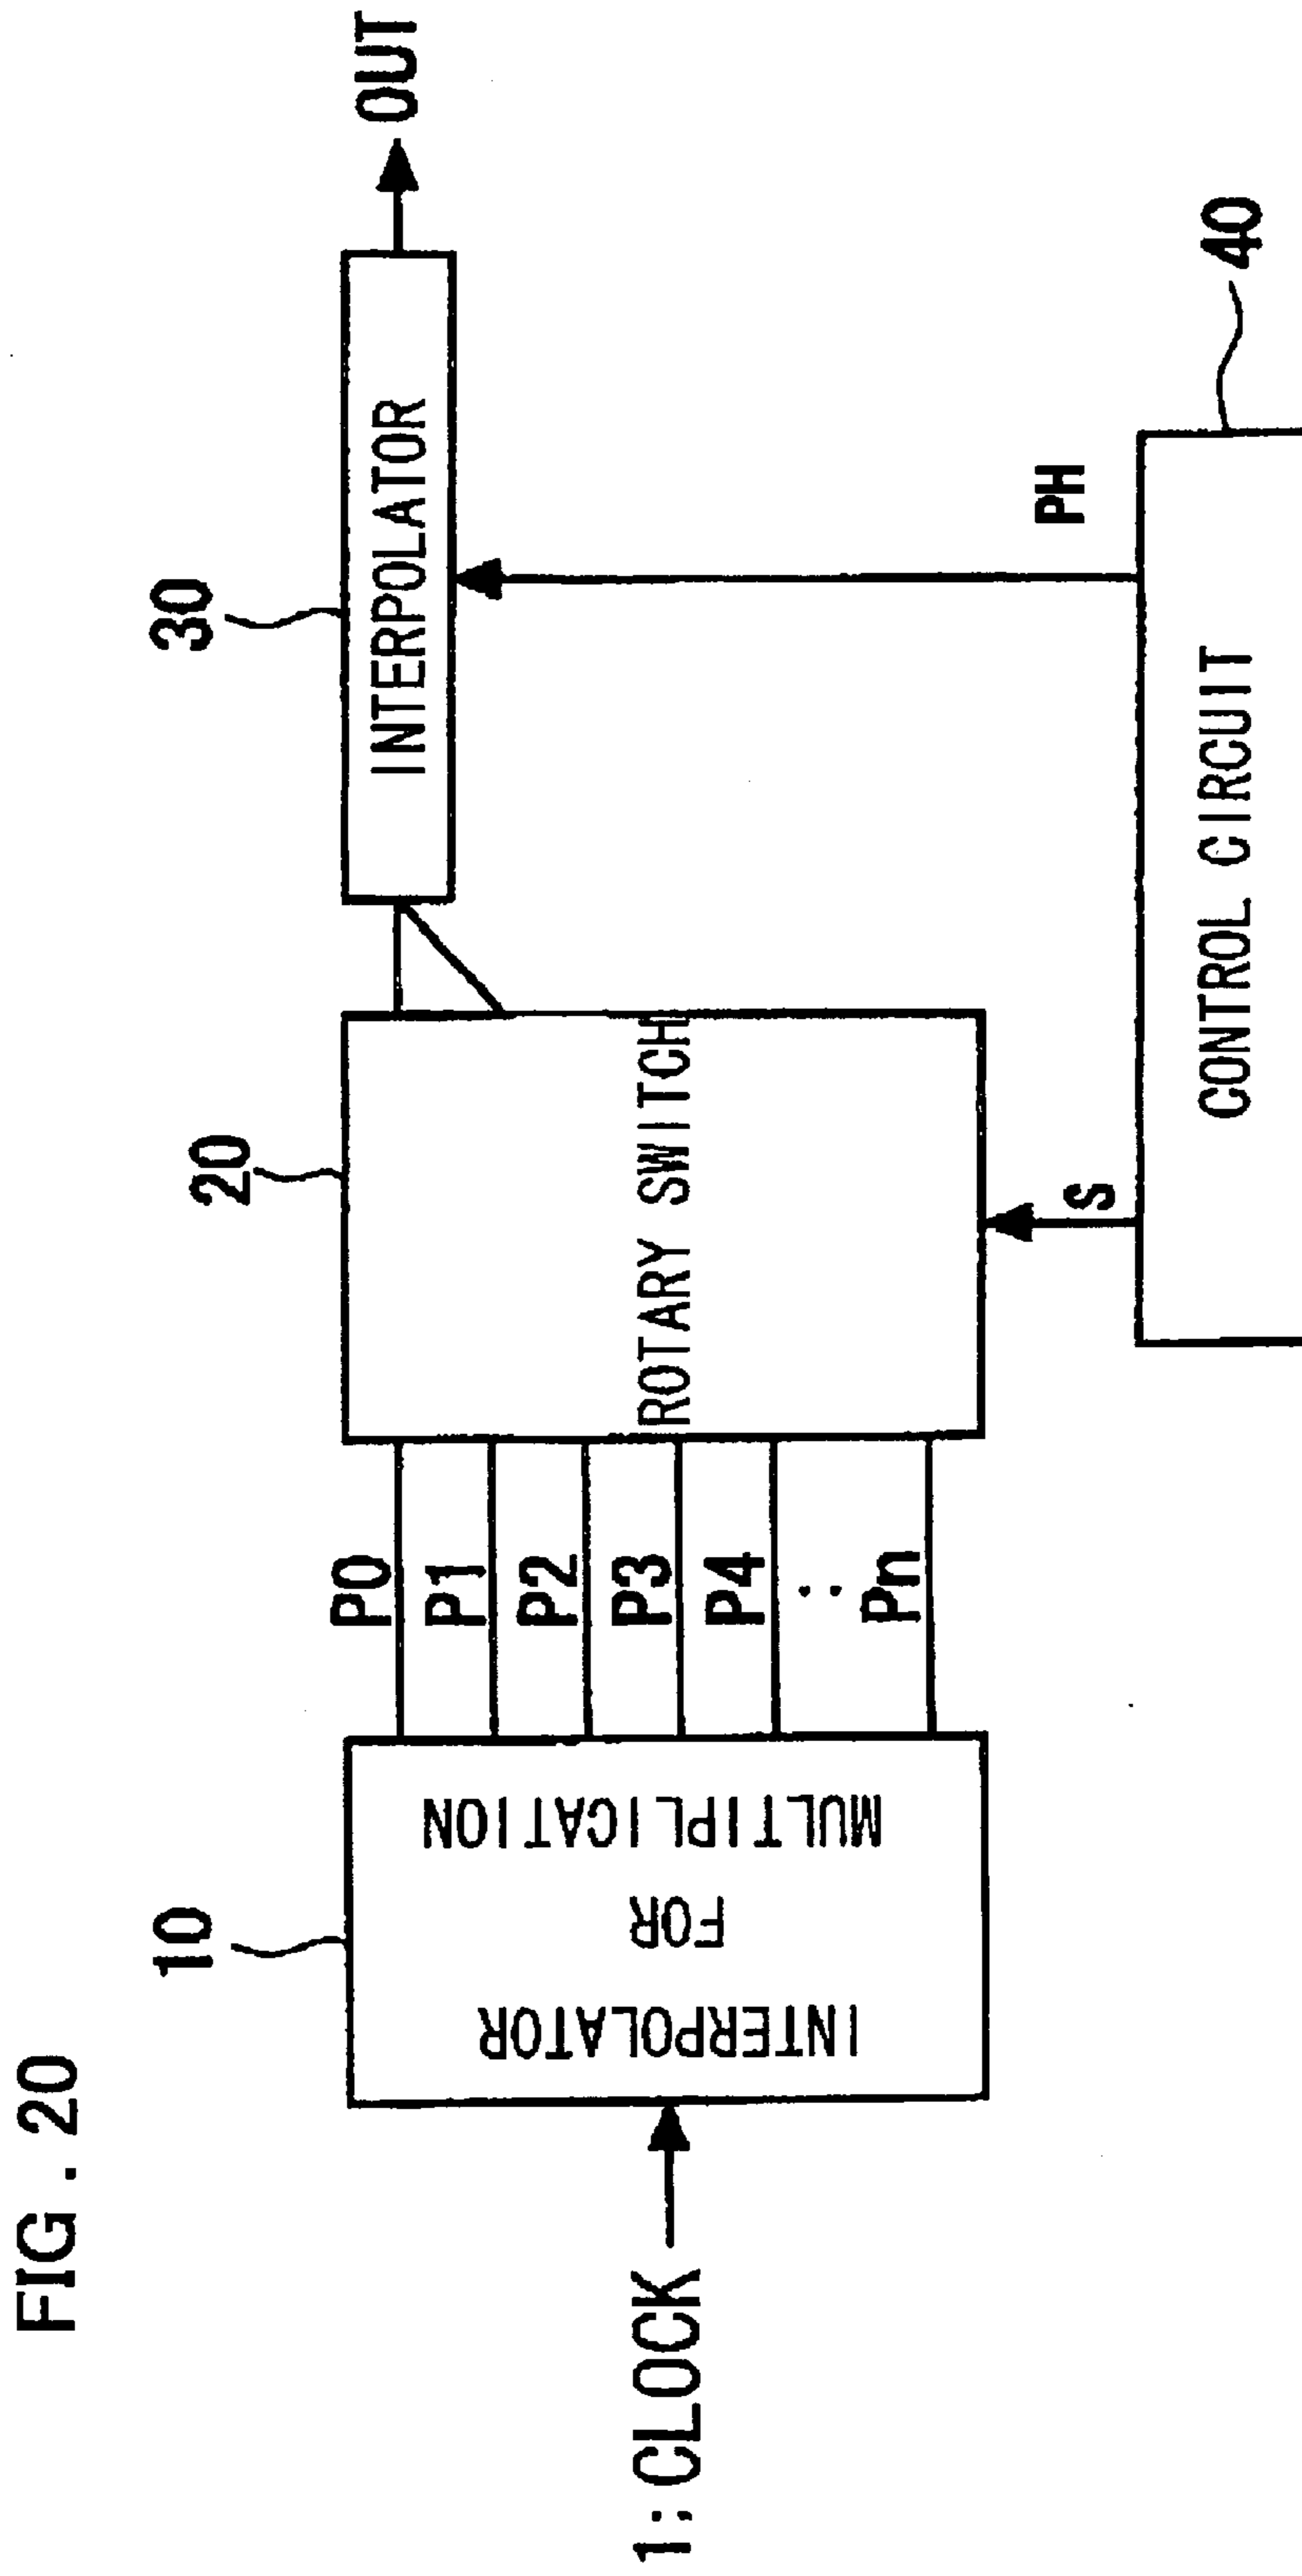 FIG. 20
1;CLOCK
10
INTERPOLATOR
FOR
MULTIPLICATION
P0
P1
P2
P3
P4
Pn
20
ROTARY SWITCH
S
30
INTERPOLATOR
OUT
PH
CONTROL CIRCUIT
40